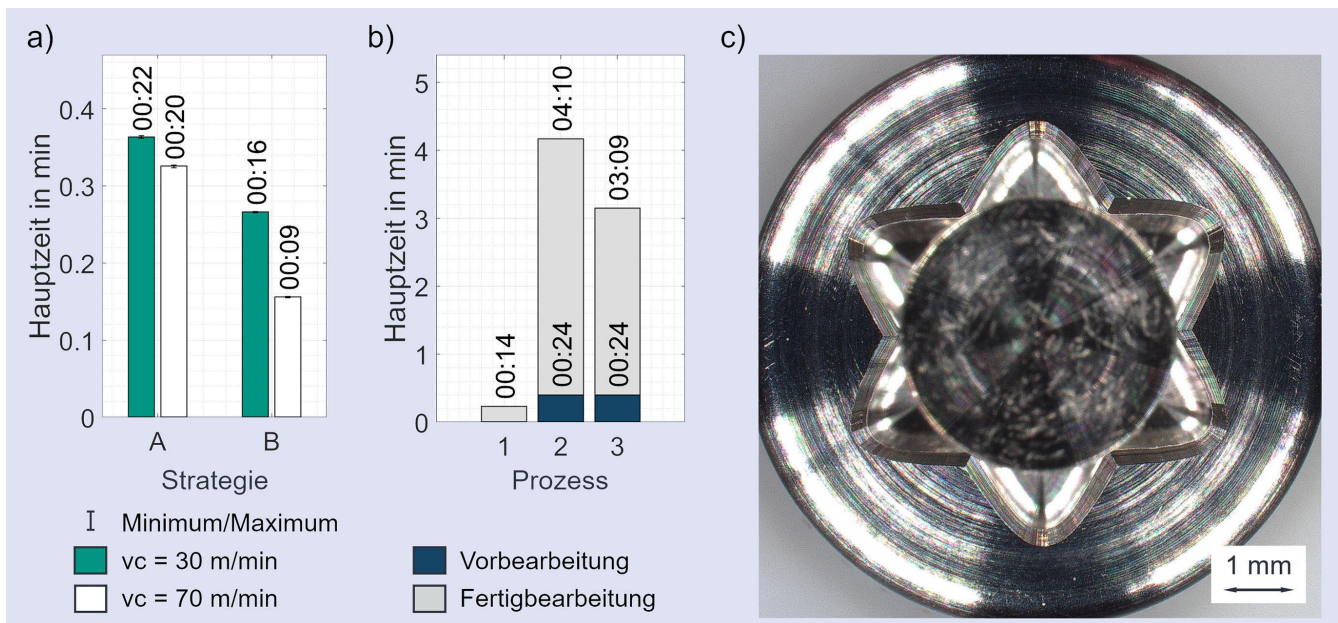 a)
Hauptzeit in min
0.4
0.3
0.2
0.1
0
00:22
00:20
00:16
00:09
A
B
Strategie
Minimum/Maximum
vc = 30 m/min
vc = 70 m/min
b)
Hauptzeit in min
5
4
3
2
1
0
00:14
04:10
00:24
03:09
00:24
1
2
3
Prozess
Vorbearbeitung
Fertigbearbeitung
c)
1 mm